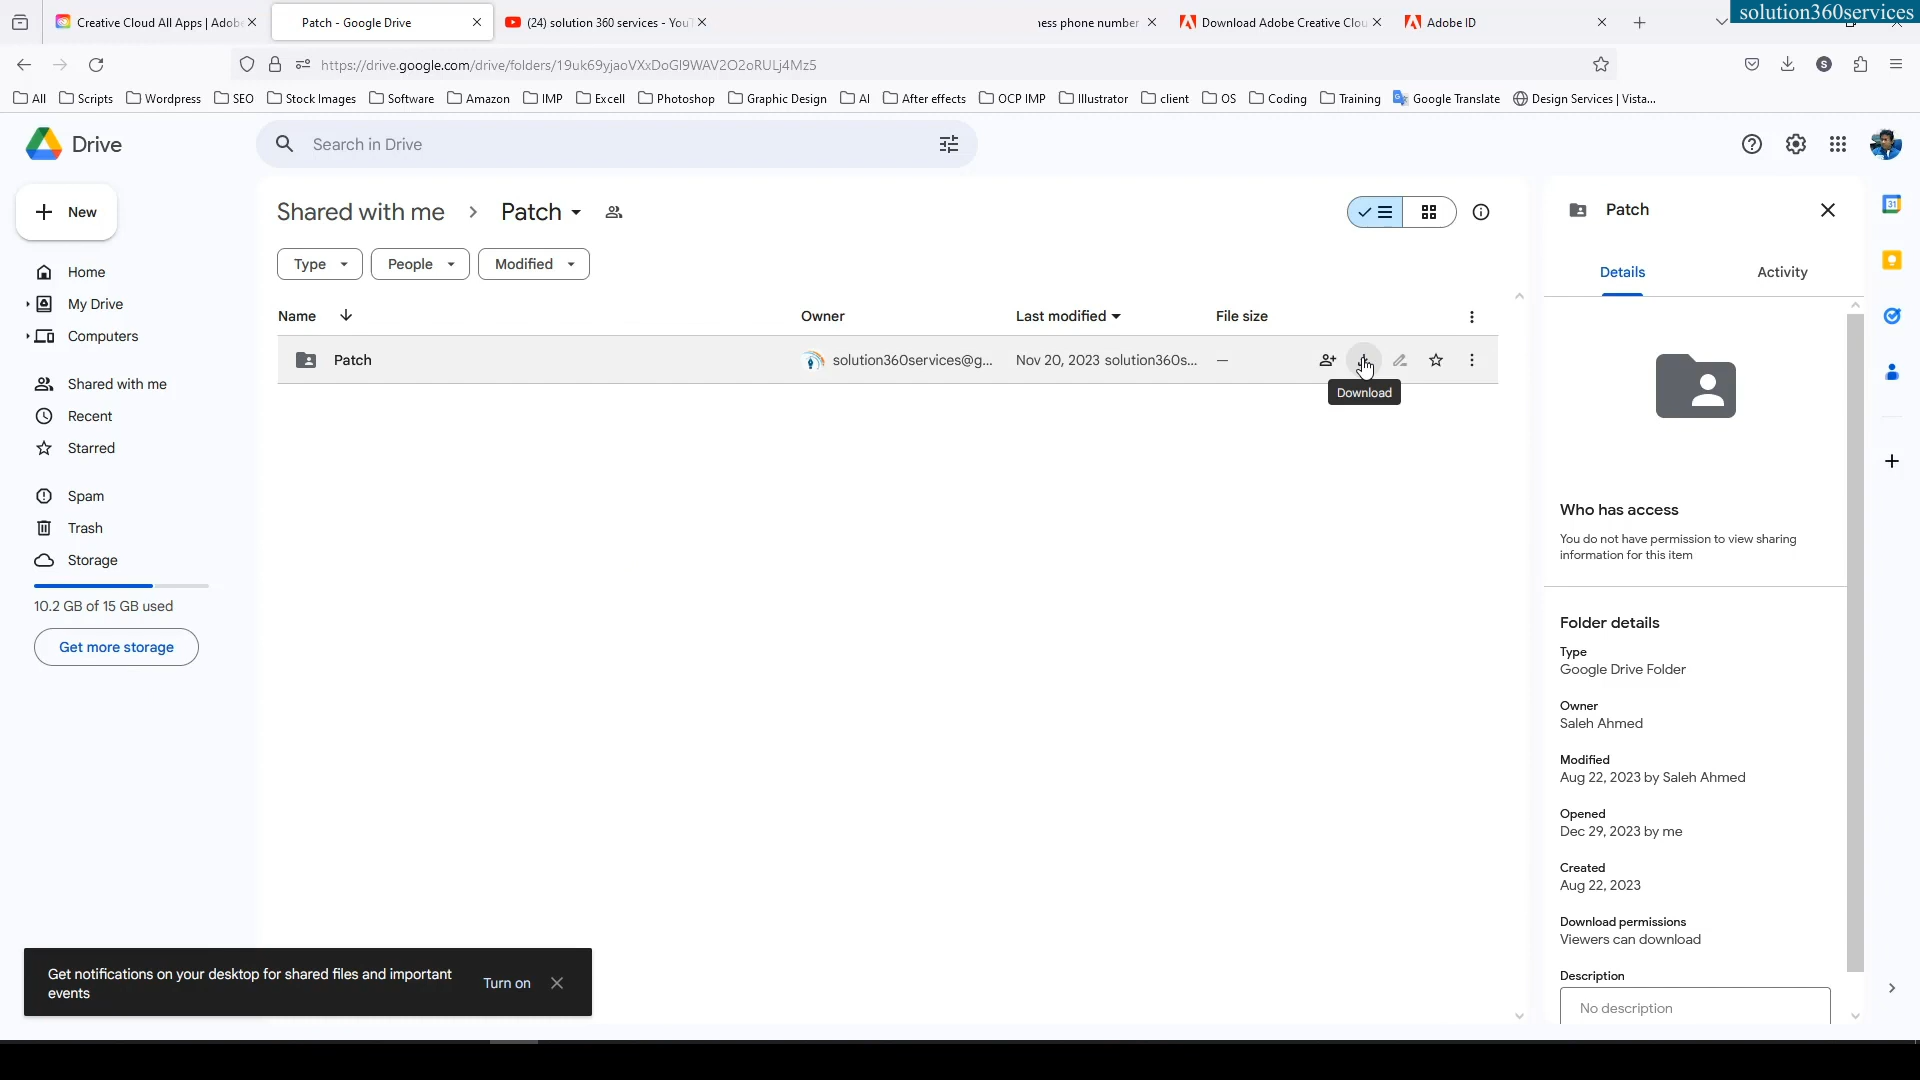 Creative Cloud All Apps | Adob
Patch - Google Drive
(24) solution 360 services - YouT
ness phone number
Download Adobe Creative Clou
Adobe ID
solution360services
https://drive.google.com/drive/folders/19uk69yjaoVXxDoGI9WAV2O2oRULj4Mz5
S
All
Scripts
Wordpress
SEO
Stock Images
Software
Amazon
IMP
Excell
Photoshop
Graphic Design
AI
After effects
OCP IMP
Illustrator
client
OS
Coding
Training
Google Translate
Design Services | Vista...
Drive
Search in Drive
New
Shared with me
Patch
Patch
31
Type
People
Modified
Details
Activity
Home
My Drive
Computers
Name
Owner
Last modified
File size
Patch
solution360services@g...
Nov 20, 2023 solution360s...
—
Download
Shared with me
Recent
Starred
Spam
Trash
Storage
10.2 GB of 15 GB used
Get more storage
Who has access
You do not have permission to view sharing
information for this item
Folder details
Type
Google Drive Folder
Owner
Saleh Ahmed
Modified
Aug 22, 2023 by Saleh Ahmed
Opened
Dec 29, 2023 by me
Created
Aug 22, 2023
Download permissions
Viewers can download
Description
No description
Get notifications on your desktop for shared files and important
events
Turn on